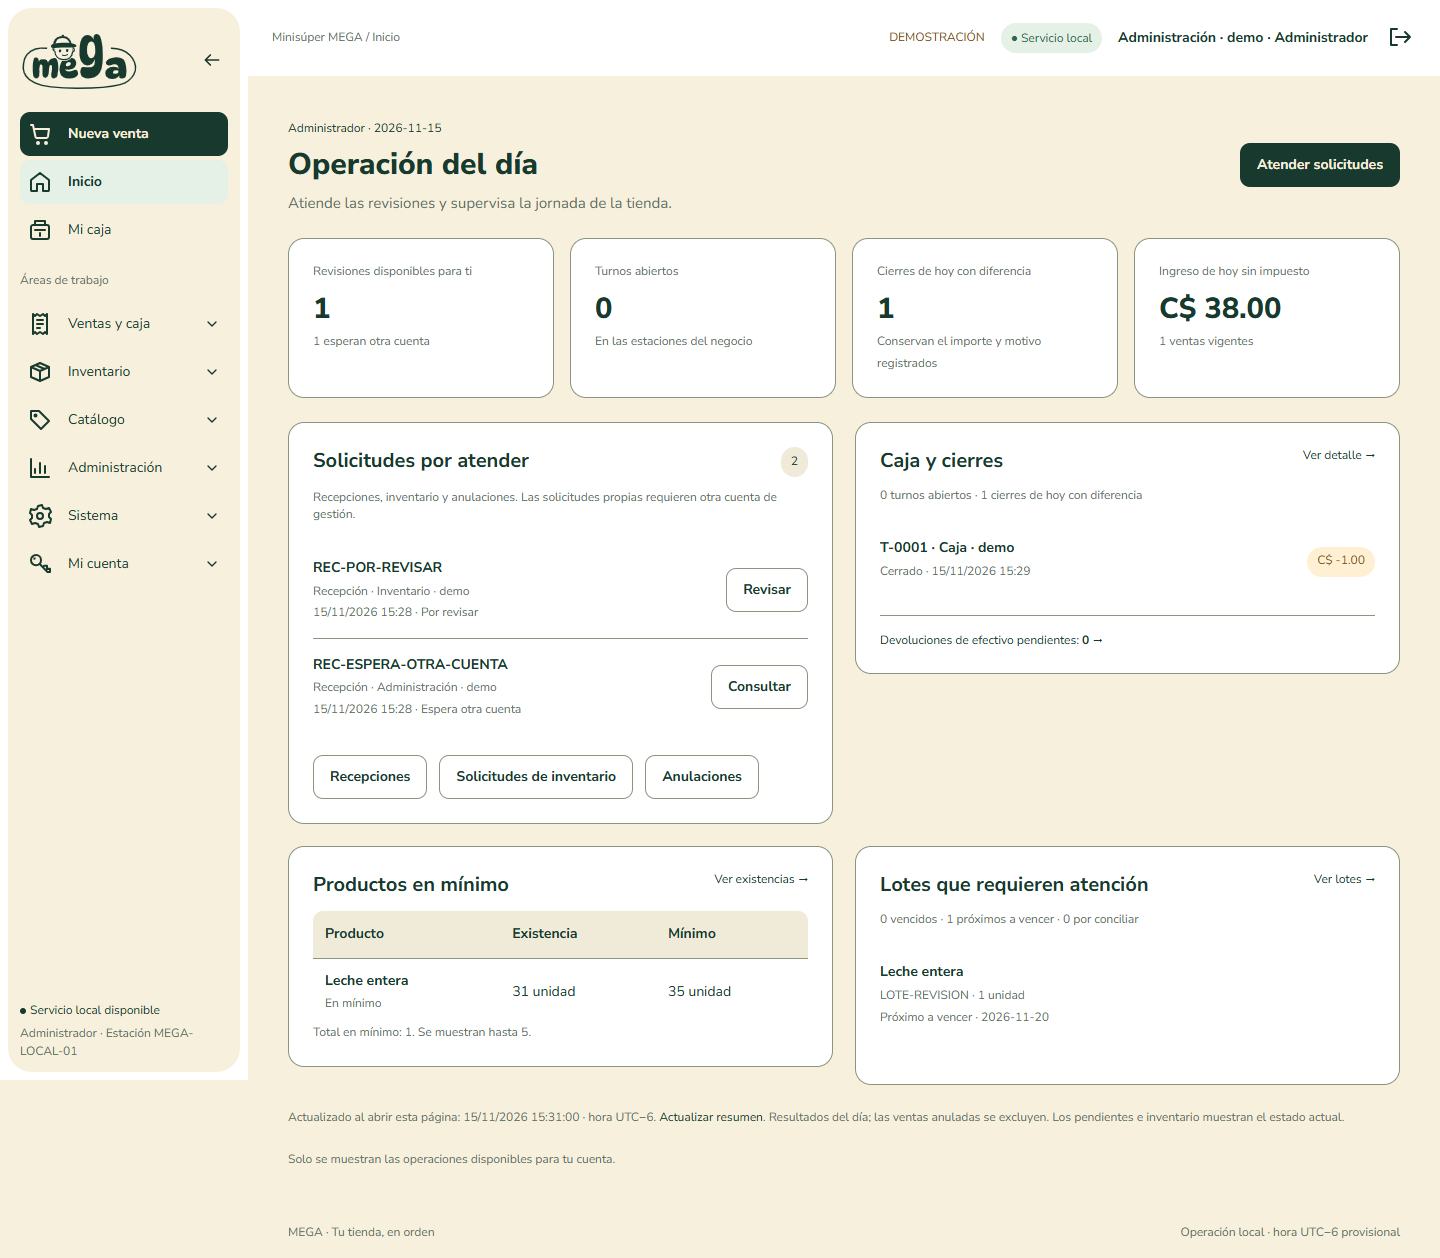 mega
Nueva venta
Inicio
Mi caja
Áreas de trabajo
Ventas y caja
Inventario
Catálogo
Administración
Sistema
Mi cuenta
● Servicio local disponible
Administrador · Estación MEGA-
LOCAL-01
Minisúper MEGA / Inicio
DEMOSTRACIÓN
● Servicio local
Administración · demo · Administrador
Administrador · 2026-11-15
Operación del día
Atiende las revisiones y supervisa la jornada de la tienda.
Atender solicitudes
Revisiones disponibles para ti
1
1 esperan otra cuenta
Turnos abiertos
0
En las estaciones del negocio
Cierres de hoy con diferencia
1
Conservan el importe y motivo
registrados
Ingreso de hoy sin impuesto
C$ 38.00
1 ventas vigentes
Solicitudes por atender
2
Recepciones, inventario y anulaciones. Las solicitudes propias requieren otra cuenta de
gestión.
REC-POR-REVISAR
Recepción · Inventario · demo
15/11/2026 15:28 · Por revisar
Revisar
REC-ESPERA-OTRA-CUENTA
Recepción · Administración · demo
15/11/2026 15:28 · Espera otra cuenta
Consultar
Recepciones
Solicitudes de inventario
Anulaciones
Caja y cierres
Ver detalle →
0 turnos abiertos · 1 cierres de hoy con diferencia
T-0001 · Caja · demo
Cerrado · 15/11/2026 15:29
C$ -1.00
Devoluciones de efectivo pendientes: 0 →
Productos en mínimo
Ver existencias →
Producto Existencia Mínimo
Leche entera
En mínimo
31 unidad
35 unidad
Total en mínimo: 1. Se muestran hasta 5.
Lotes que requieren atención
Ver lotes →
0 vencidos · 1 próximos a vencer · 0 por conciliar
Leche entera
LOTE-REVISION · 1 unidad
Próximo a vencer · 2026-11-20
Actualizado al abrir esta página: 15/11/2026 15:31:00 · hora UTC−6. Actualizar resumen. Resultados del día; las ventas anuladas se excluyen. Los pendientes e inventario muestran el estado actual.
Solo se muestran las operaciones disponibles para tu cuenta.
MEGA · Tu tienda, en orden
Operación local · hora UTC−6 provisional